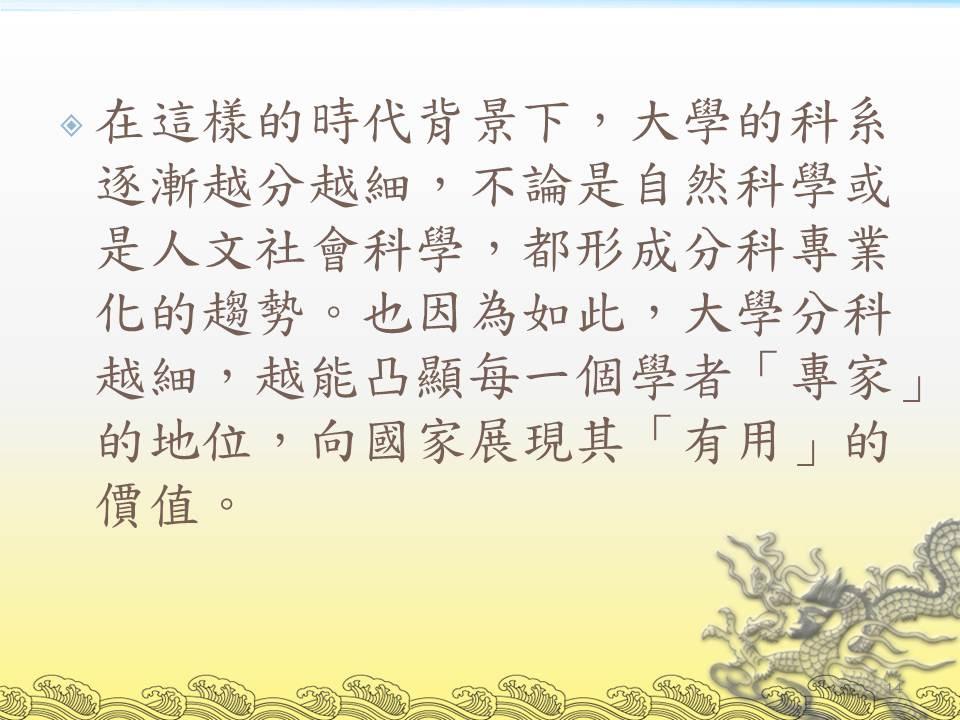 在這樣的時代背景下，大學的科系
逐漸越分越細，不論是自然科學或
是人文社會科學，都形成分科專業
化的趨勢。也因為如此，大學分科
越細，越能凸顯每一個學者「專家」
的地位，向國家展現其「有用」的
價值。
11